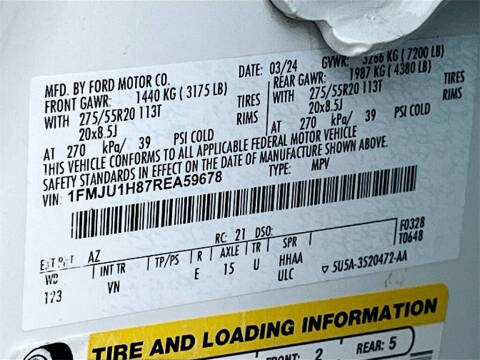 MFD. BY FORD MOTOR CO.
DATE: 03/24 GVWR: 3266 KG ( 7200 LB)
FRONT GAWR: 1440 KG ( 3175 LB) REAR GAWR: 1987 KG ( 4380 LB)
WITH 275/55R20 113T TIRES WITH 275/55R20 113T TIRES
20x8.5J RIMS 20x8.5J RIMS
AT 270 kPa/ 39 PSI COLD AT 270 kPa/ 39 PSI COLD
THIS VEHICLE CONFORMS TO ALL APPLICABLE FEDERAL MOTOR VEHICLE
SAFETY STANDARDS IN EFFECT ON THE DATE OF MANUFACTURE SHOWN ABOVE.
VIN: 1FMJU1H87REA59678 TYPE: MPV
F0328
T0648
EXT PNT AZ RC: 21
WB INT TR TP/PS R AXLE TR SPR
123 VN E 15 U HHAA
ULC ▽ 5U5A-3520472-AA
TIRE AND LOADING INFORMATION
FRONT: 2 REAR: 5